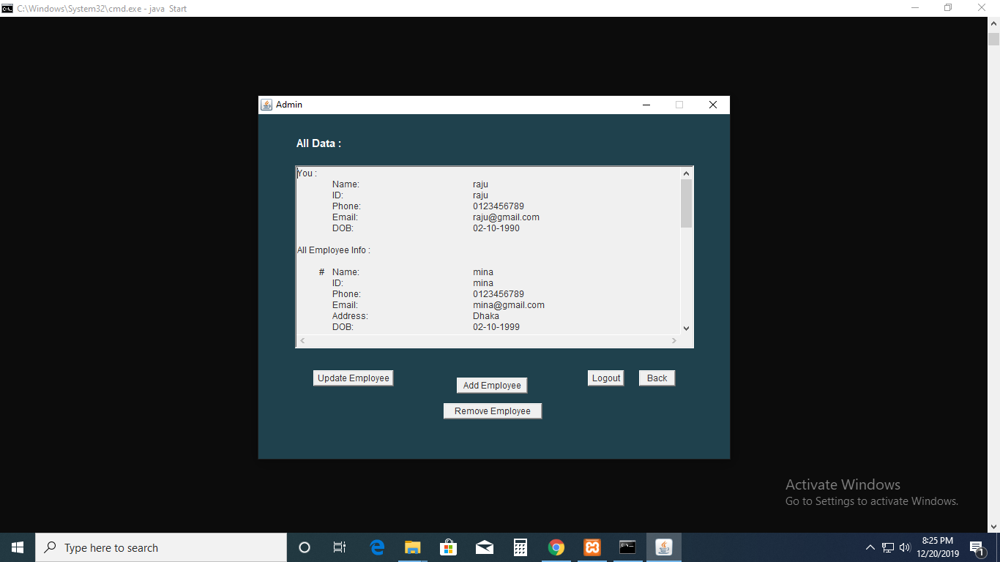 C:\Windows\System32\cmd.exe - java Start
Admin
All Data :
You :
Name: raju
ID: raju
Phone: 0123456789
Email: raju@gmail.com
DOB: 02-10-1990
All Employee Info :
# Name: mina
ID: mina
Phone: 0123456789
Email: mina@gmail.com
Address: Dhaka
DOB: 02-10-1999
Update Employee
Add Employee
Logout
Back
Remove Employee
Activate Windows
Go to Settings to activate Windows.
Type here to search
8:25 PM
12/20/2019
1